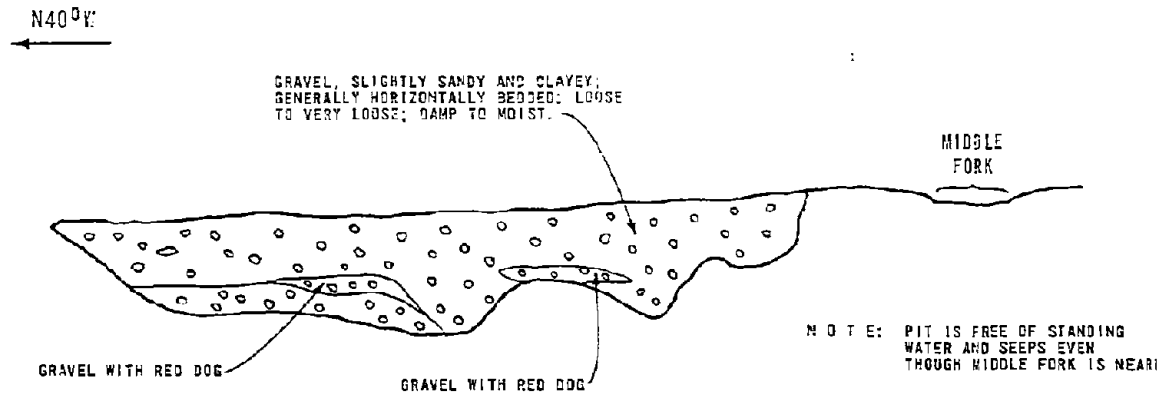 N40°W
GRAVEL, SLIGHTLY SANDY AND CLAYEY;
GENERALLY HORIZONTALLY BEDDED; LOOSE
TO VERY LOOSE; DAMP TO MOIST.
MIDDLE
FORK
NOTE: PIT IS FREE OF STANDING
WATER AND SEEPS EVEN
THOUGH MIDDLE FORK IS NEAR
GRAVEL WITH RED DOG
GRAVEL WITH RED DOG